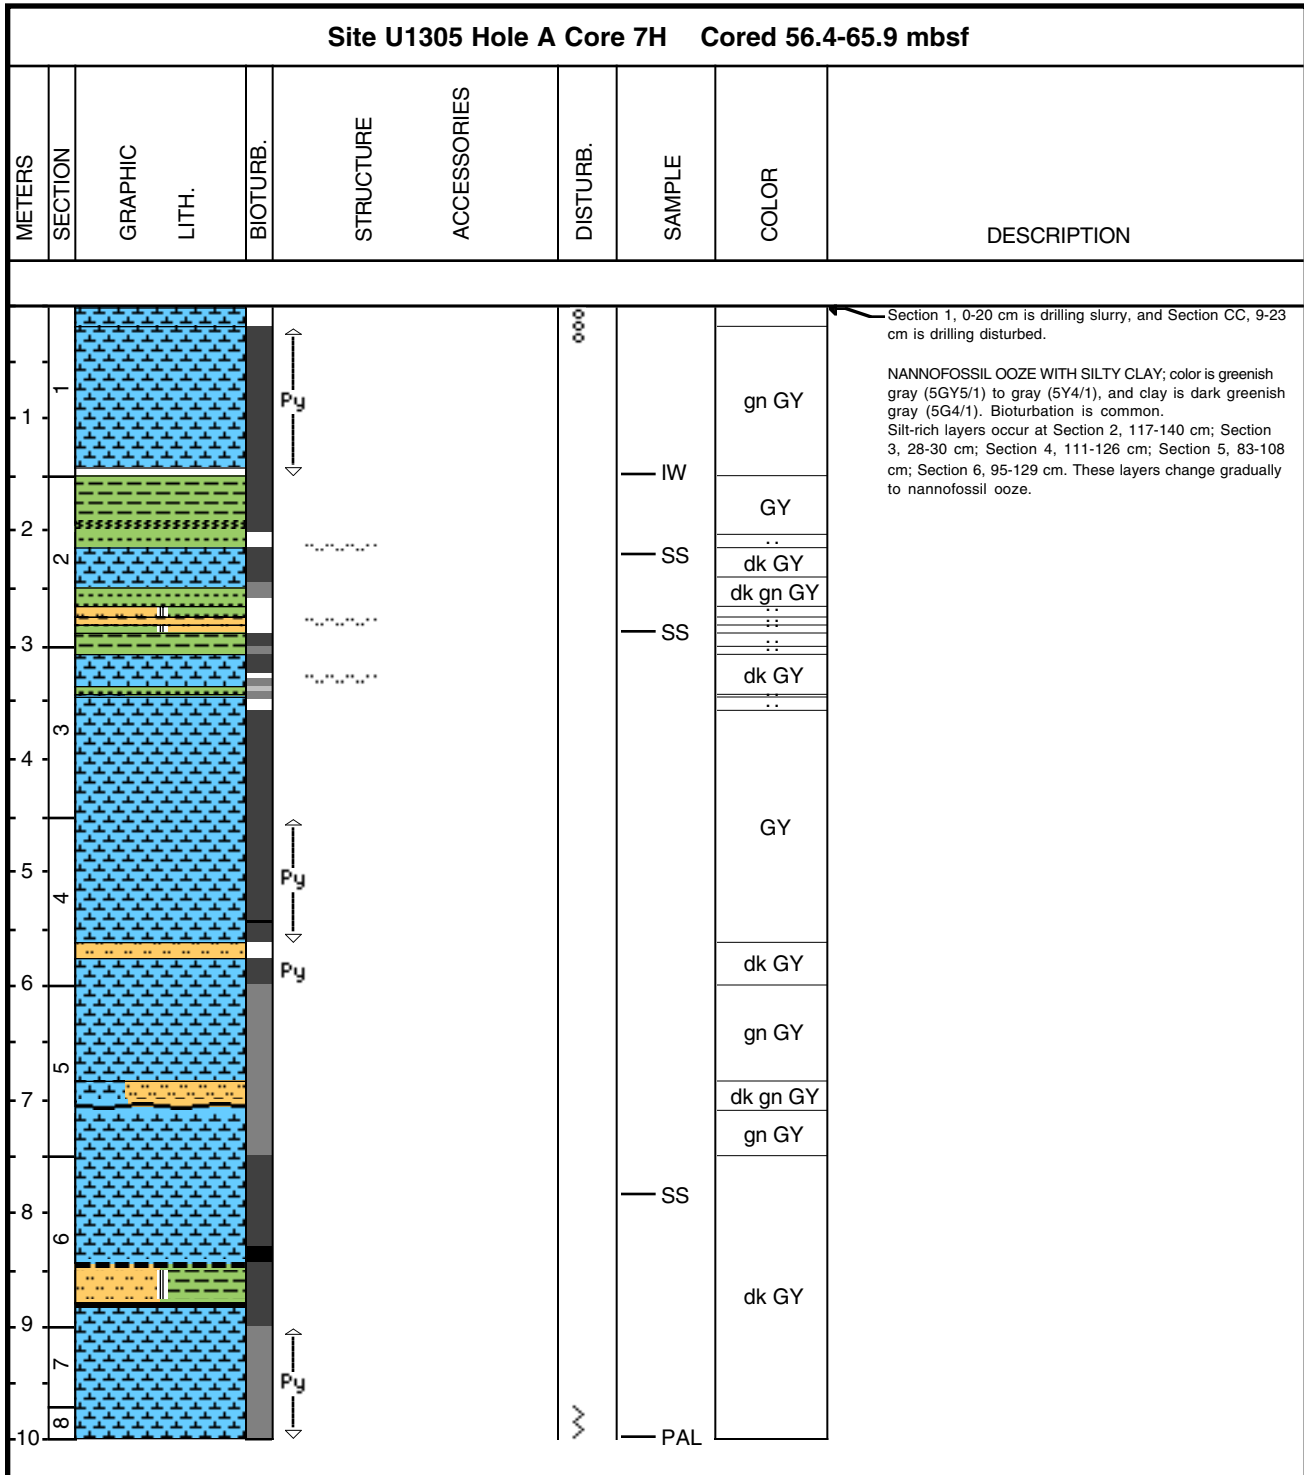 Site U1305 Hole A Core 7H Cored 56.4-65.9 mbsf
METERS
SECTION
GRAPHIC
LITH.
BIOTURB.
STRUCTURE
ACCESSORIES
DISTURB.
SAMPLE
COLOR
DESCRIPTION
1
2
3
4
5
6
7
8
9
10
1
2
3
4
5
6
7
8
Py
Py
Py
Py
IW
SS
SS
SS
PAL
gn GY
GY
dk GY
dk gn GY
dk GY
GY
dk GY
gn GY
dk gn GY
gn GY
dk GY
Section 1, 0-20 cm is drilling slurry, and Section CC, 9-23
cm is drilling disturbed.
NANNOFOSSIL OOZE WITH SILTY CLAY; color is greenish
gray (5GY5/1) to gray (5Y4/1), and clay is dark greenish
gray (5G4/1). Bioturbation is common.
Silt-rich layers occur at Section 2, 117-140 cm; Section
3, 28-30 cm; Section 4, 111-126 cm; Section 5, 83-108
cm; Section 6, 95-129 cm. These layers change gradually
to nannofossil ooze.